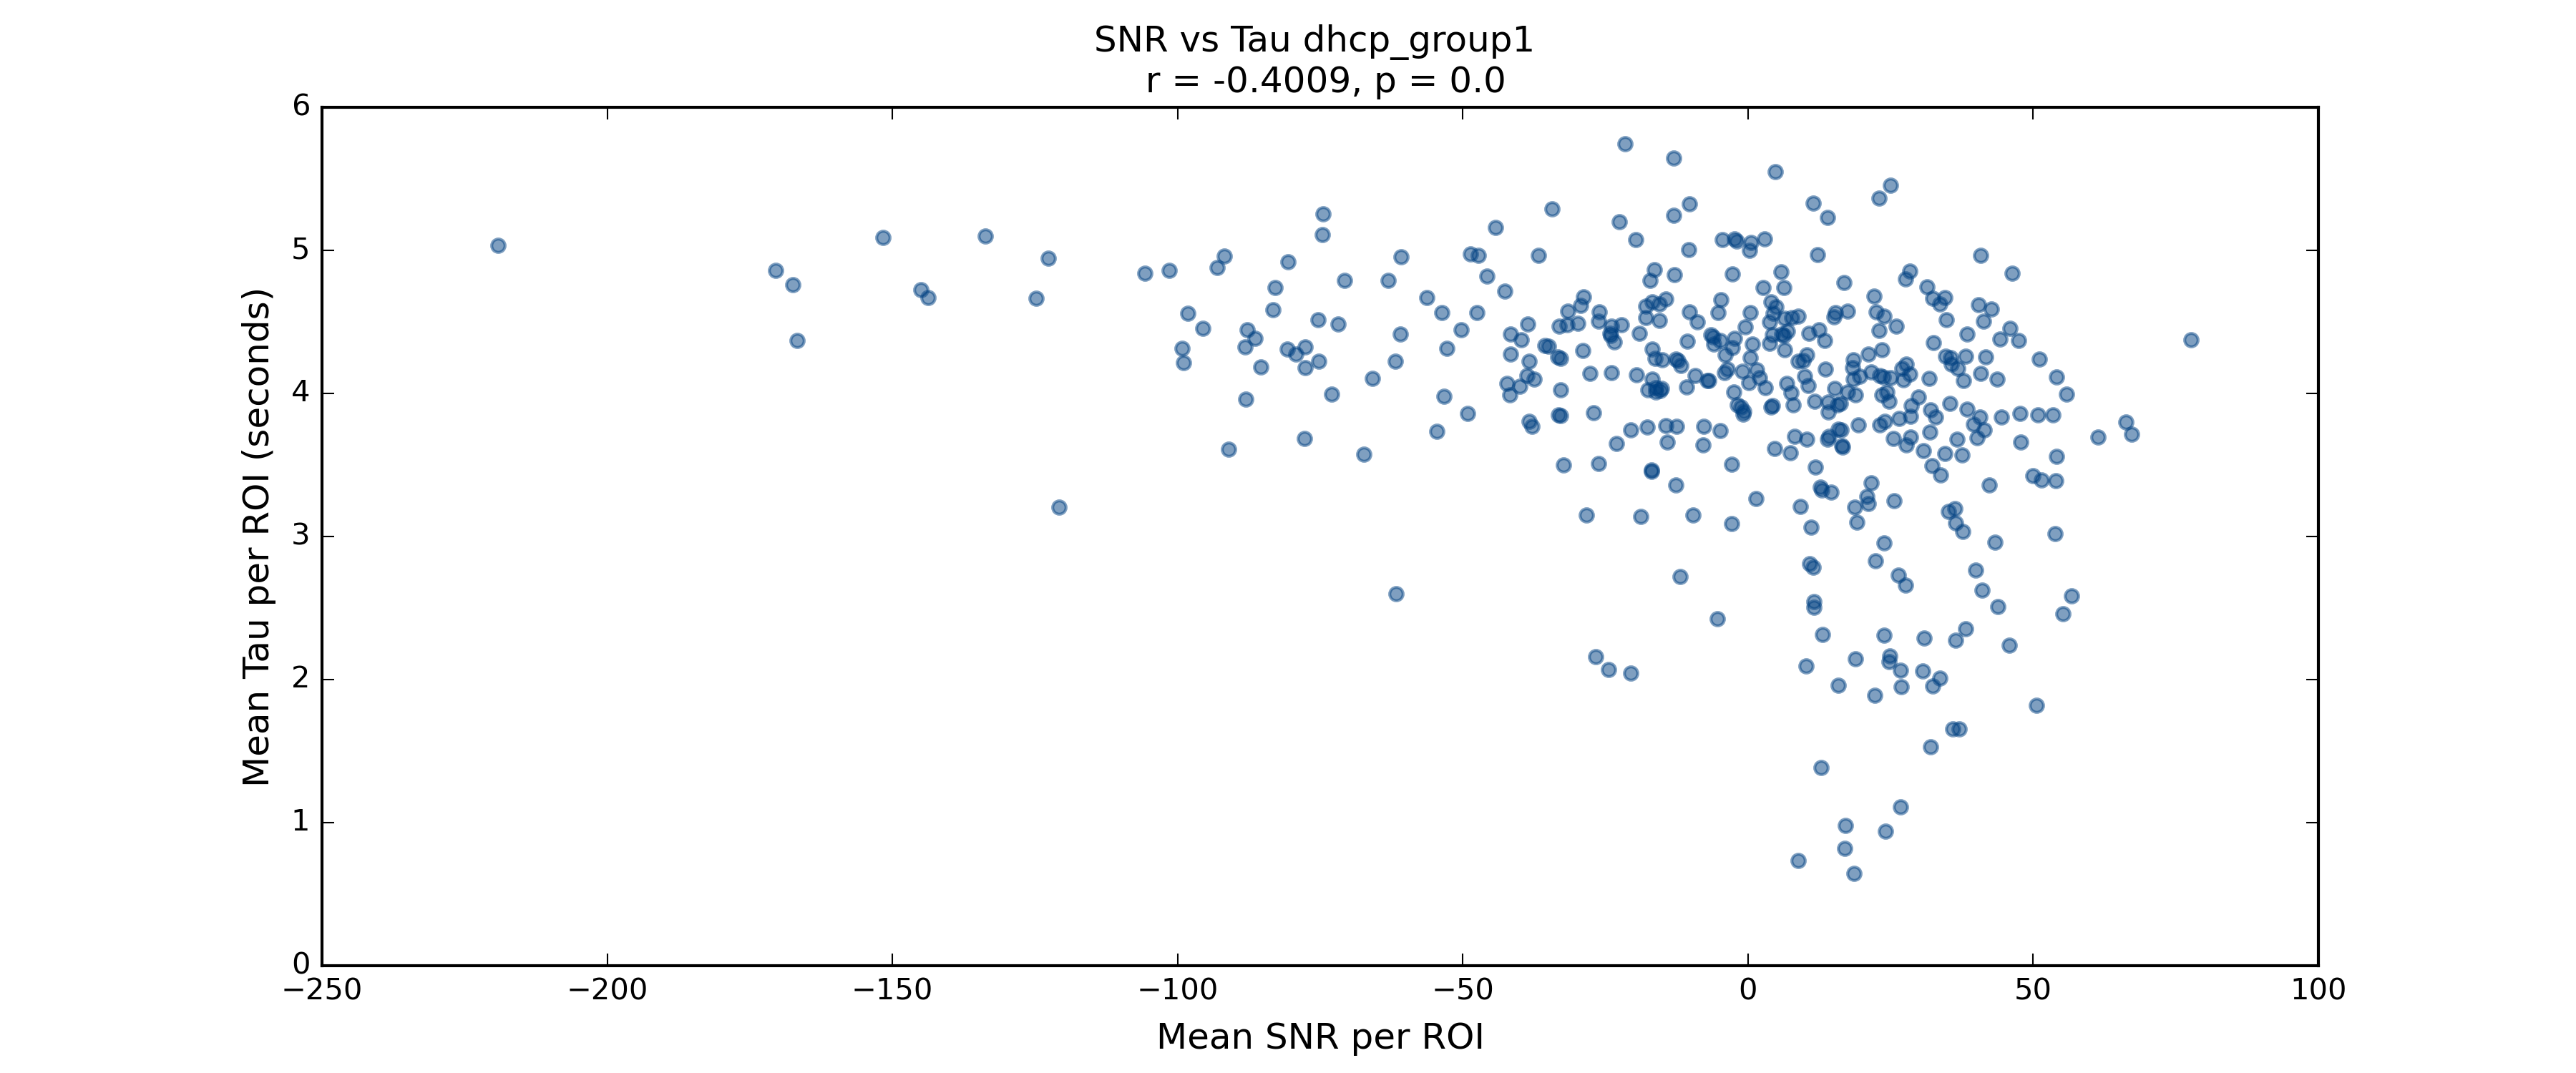 SNR vs Tau dhcp_group1
r = -0.4009, p = 0.0
Mean Tau per ROI (seconds)
6
5
4
3
2
1
0
−250 −200 −150 −100 −50 0 50 100
Mean SNR per ROI